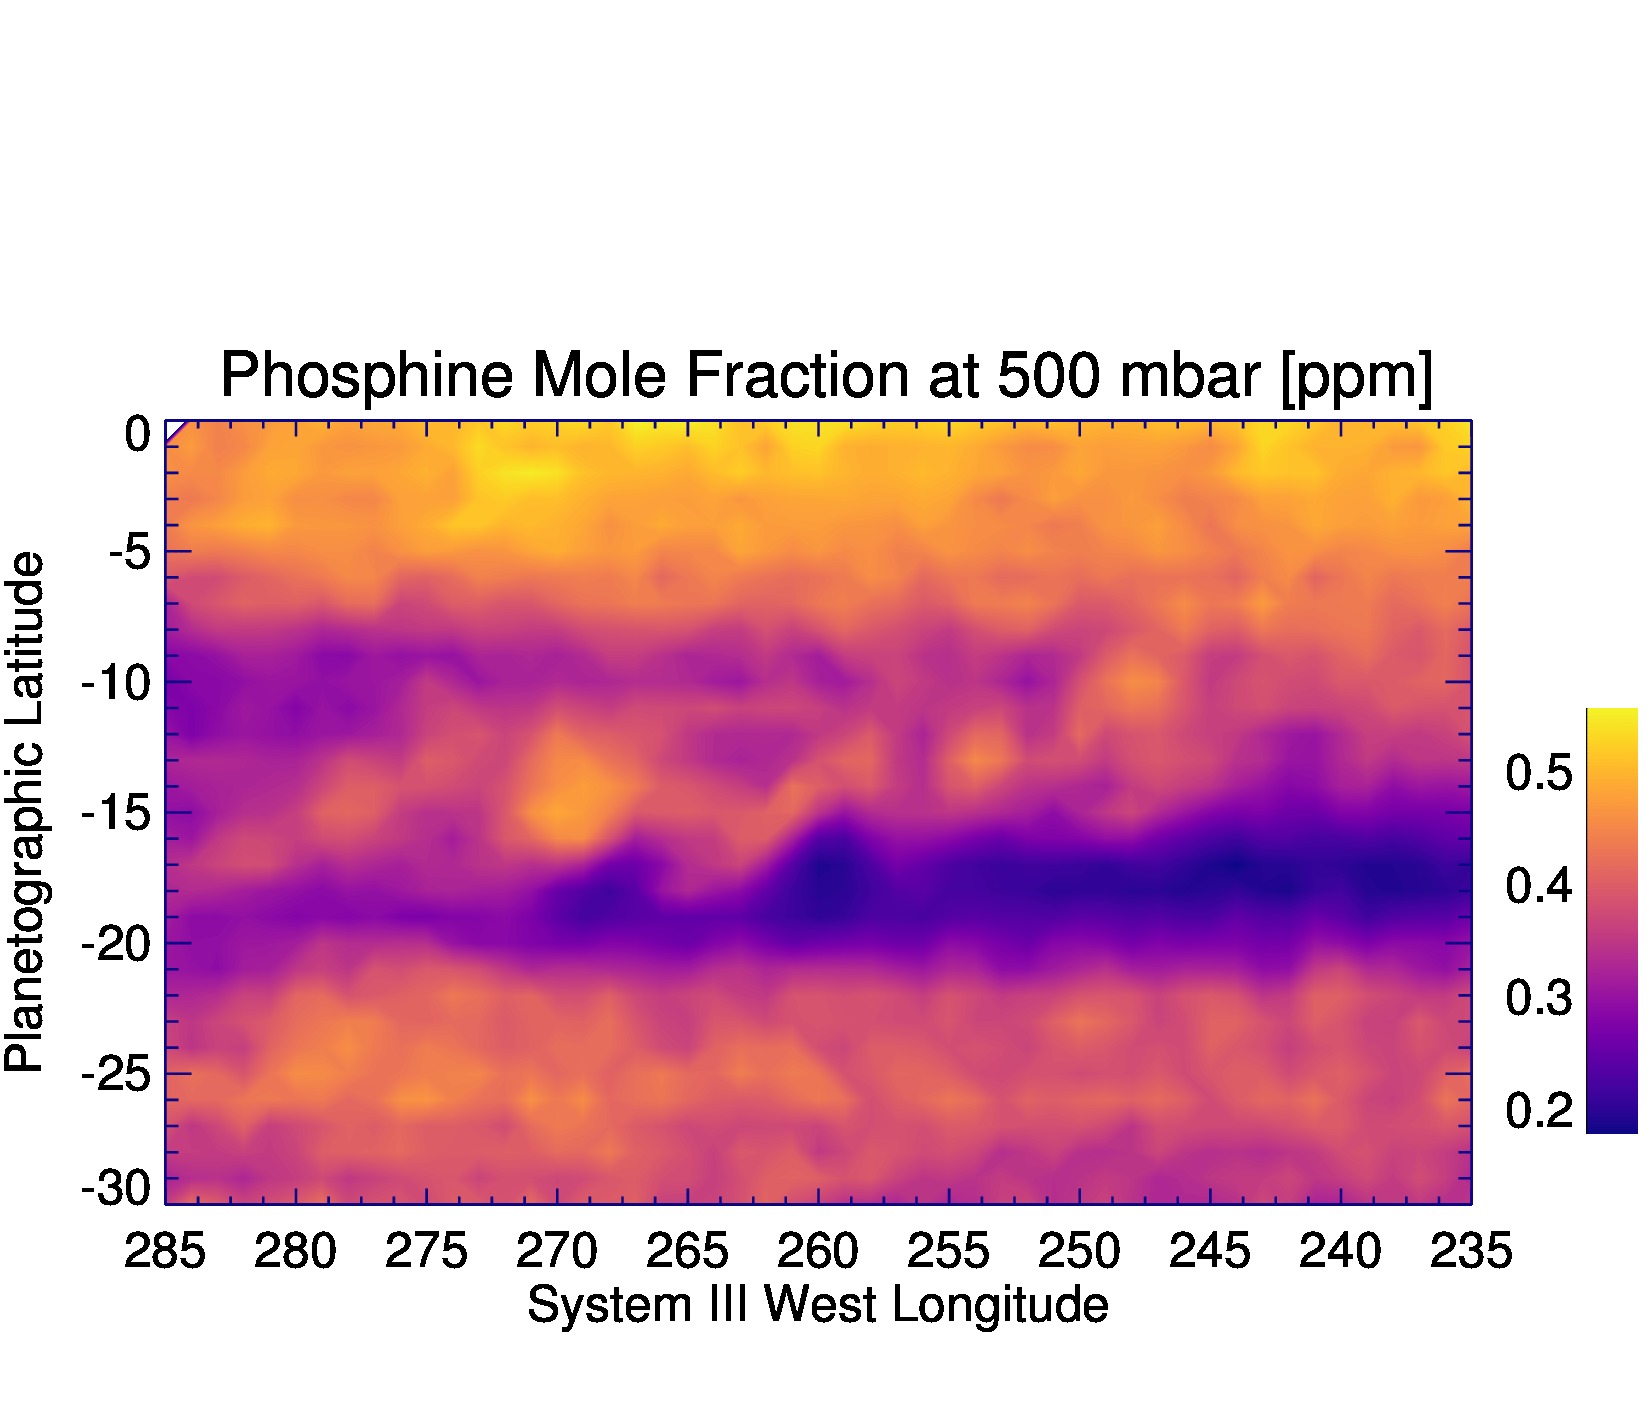 Phosphine Mole Fraction at 500 mbar [ppm]
0
-5
-10
-15
-20
-25
-30
Planetographic Latitude
285 280 275 270 265 260 255 250 245 240 235
System III West Longitude
0.5
0.4
0.3
0.2